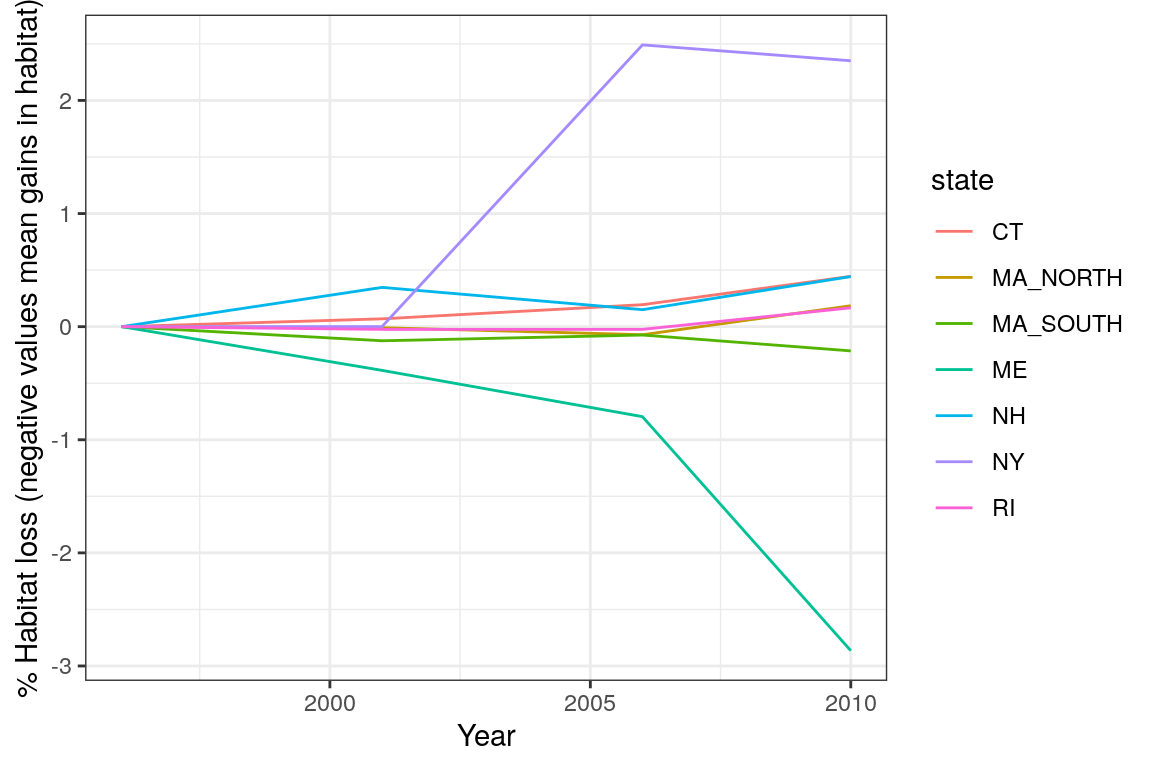 % Habitat loss (negative values mean gains in habitat)
2
1
0
-1
-2
-3
2000
2005
2010
Year
state
CT
MA_NORTH
MA_SOUTH
ME
NH
NY
RI